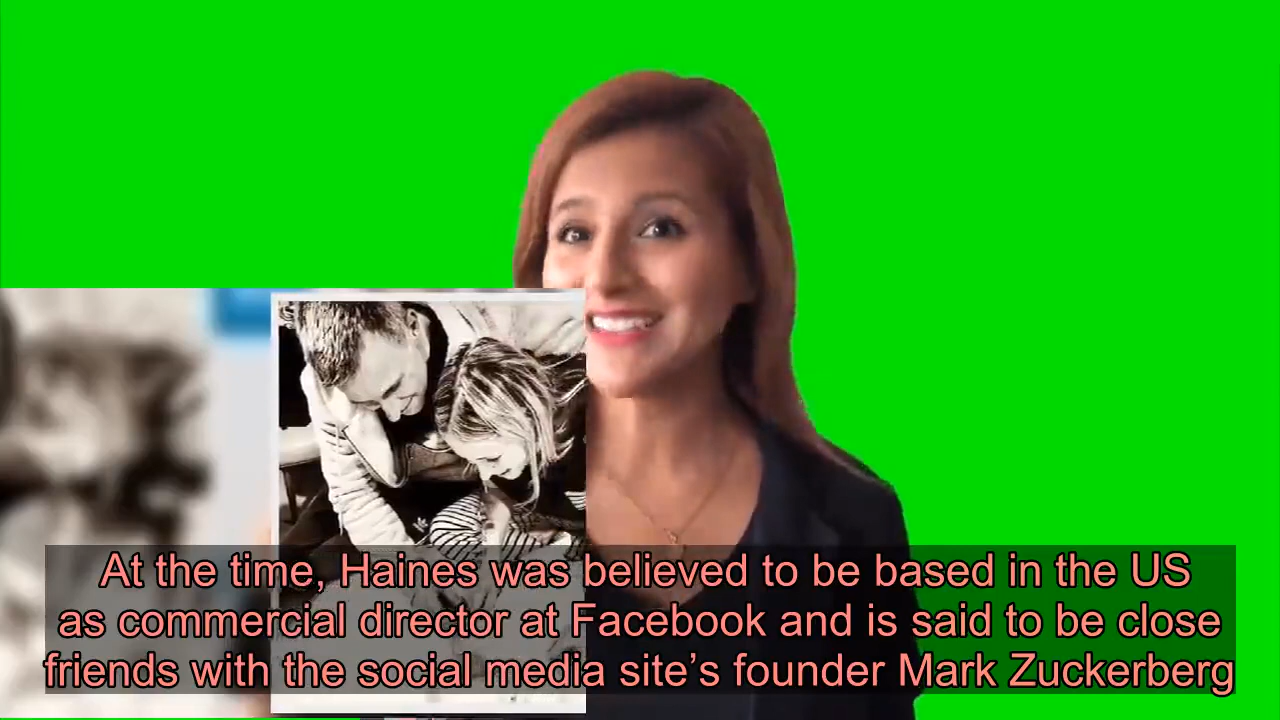 At the time, Haines was believed to be based in the US
as commercial director at Facebook and is said to be close
friends with the social media site’s founder Mark Zuckerberg